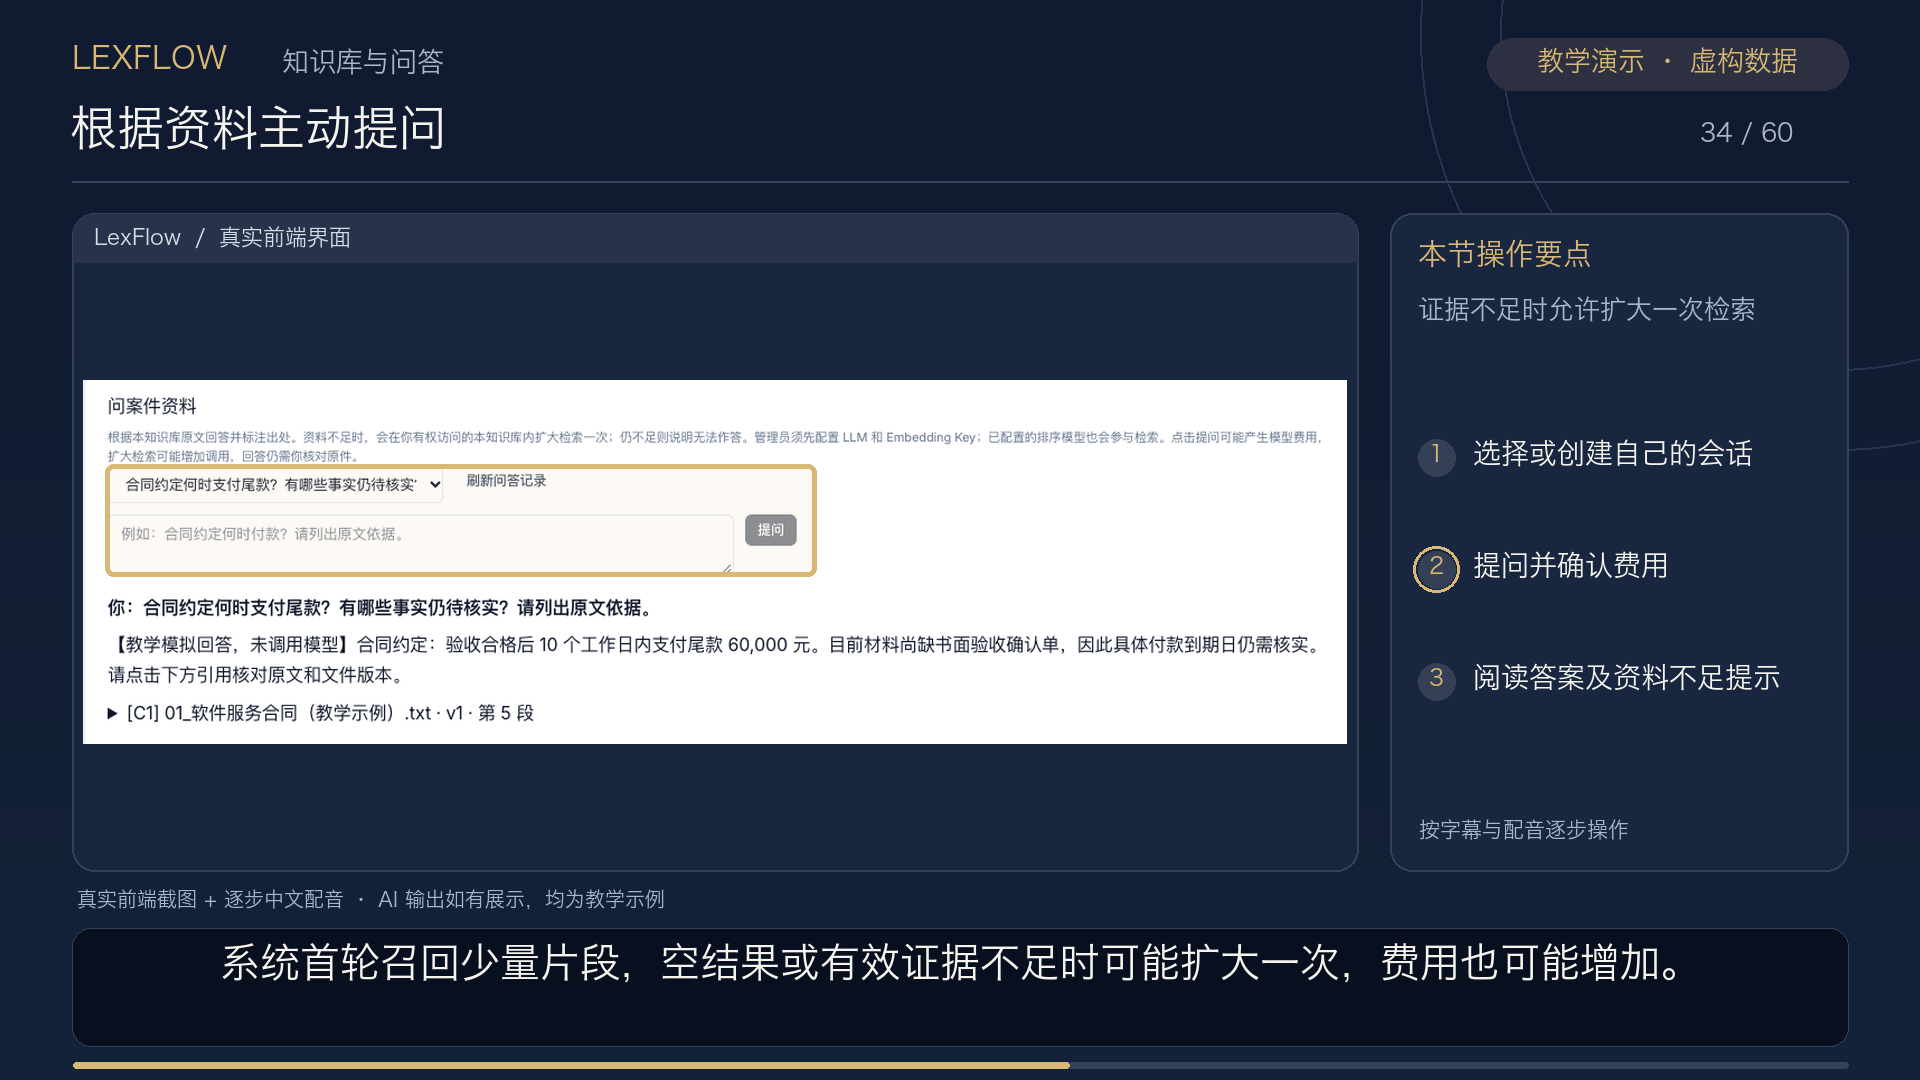 LEXFLOW 知识库与问答
教学演示 · 虚构数据
根据资料主动提问
34 / 60
LexFlow / 真实前端界面
问案件资料
根据本知识库原文回答并标注出处。资料不足时，会在你有权访问的本知识库内扩大检索一次；仍不足则说明无法作答。管理员须先配置 LLM 和 Embedding Key；已配置的排序模型也会参与检索。点击提问可能产生模型费用，
扩大检索可能增加调用，回答仍需你核对原件。
合同约定何时支付尾款？有哪些事实仍待核实'
刷新问答记录
例如：合同约定何时付款？请列出原文依据。
提问
你：合同约定何时支付尾款？有哪些事实仍待核实？请列出原文依据。
【教学模拟回答，未调用模型】合同约定：验收合格后 10 个工作日内支付尾款 60,000 元。目前材料尚缺书面验收确认单，因此具体付款到期日仍需核实。
请点击下方引用核对原文和文件版本。
▶ [C1] 01_软件服务合同（教学示例）.txt · v1 · 第 5 段
本节操作要点
证据不足时允许扩大一次检索
1 选择或创建自己的会话
2 提问并确认费用
3 阅读答案及资料不足提示
按字幕与配音逐步操作
真实前端截图 + 逐步中文配音 · AI 输出如有展示，均为教学示例
系统首轮召回少量片段，空结果或有效证据不足时可能扩大一次，费用也可能增加。